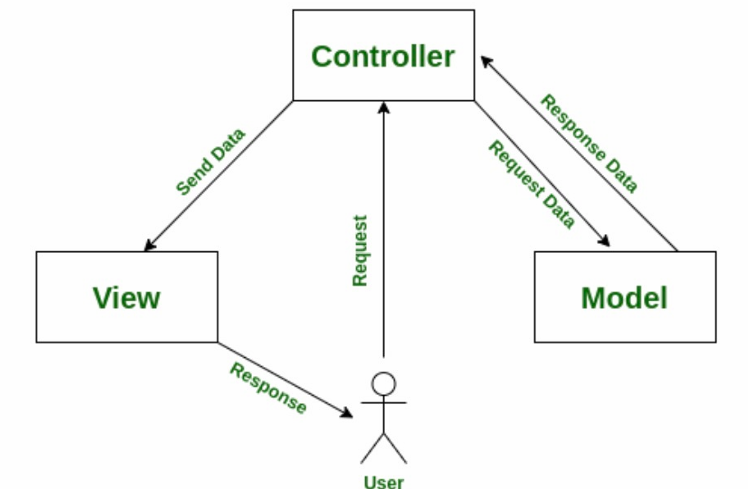 Controller
Send Data
Request
Request Data
Response Data
View
Model
Response
User